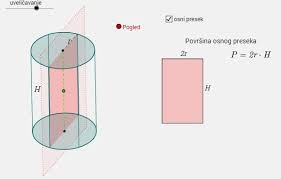 uveličavanje
Pogled
osni presek
Površina osnog preseka
2r
P = 2r · H
r
H
H